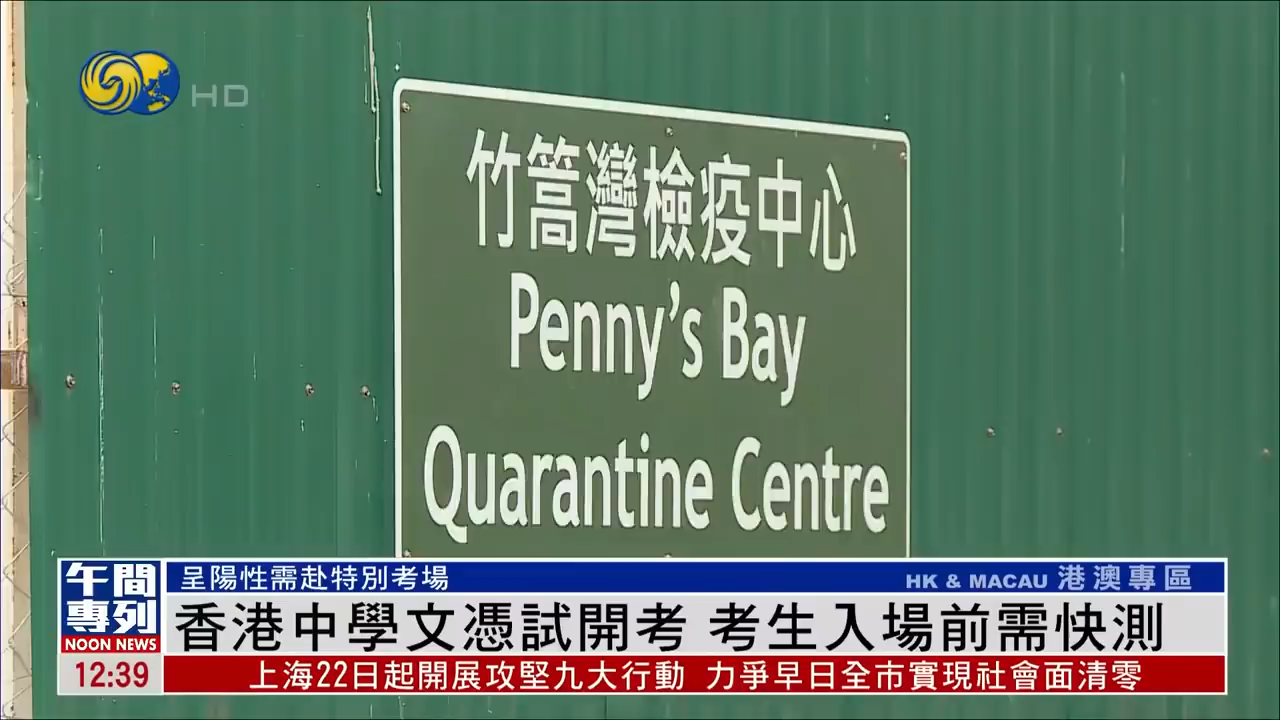 HD
竹篙灣檢疫中心
Penny's Bay
Quarantine Centre
呈陽性需赴特別考場
HK & MACAU 港澳專區
午間專列
NOON NEWS
香港中學文憑試開考 考生入場前需快測
12:39
上海22日起開展攻堅九大行動 力爭早日全市實現社會面清零